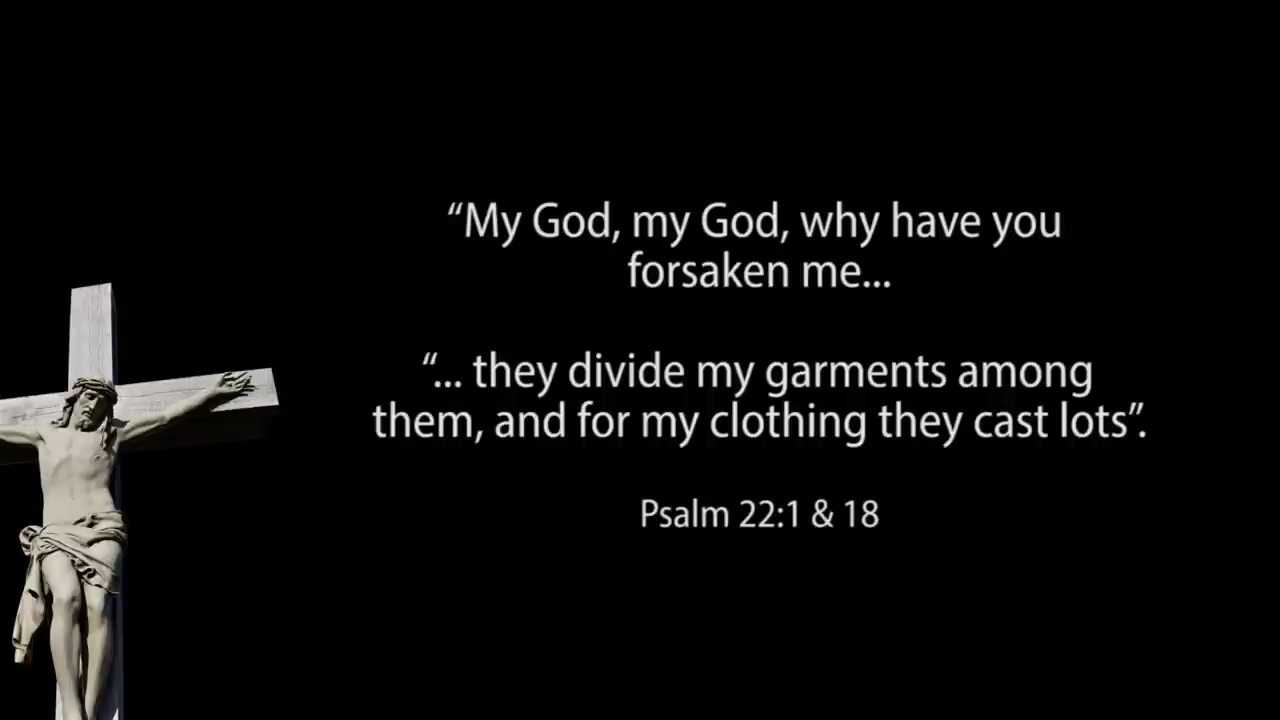 “My God, my God, why have you
forsaken me...
“... they divide my garments among
them, and for my clothing they cast lots”.
Psalm 22:1 & 18